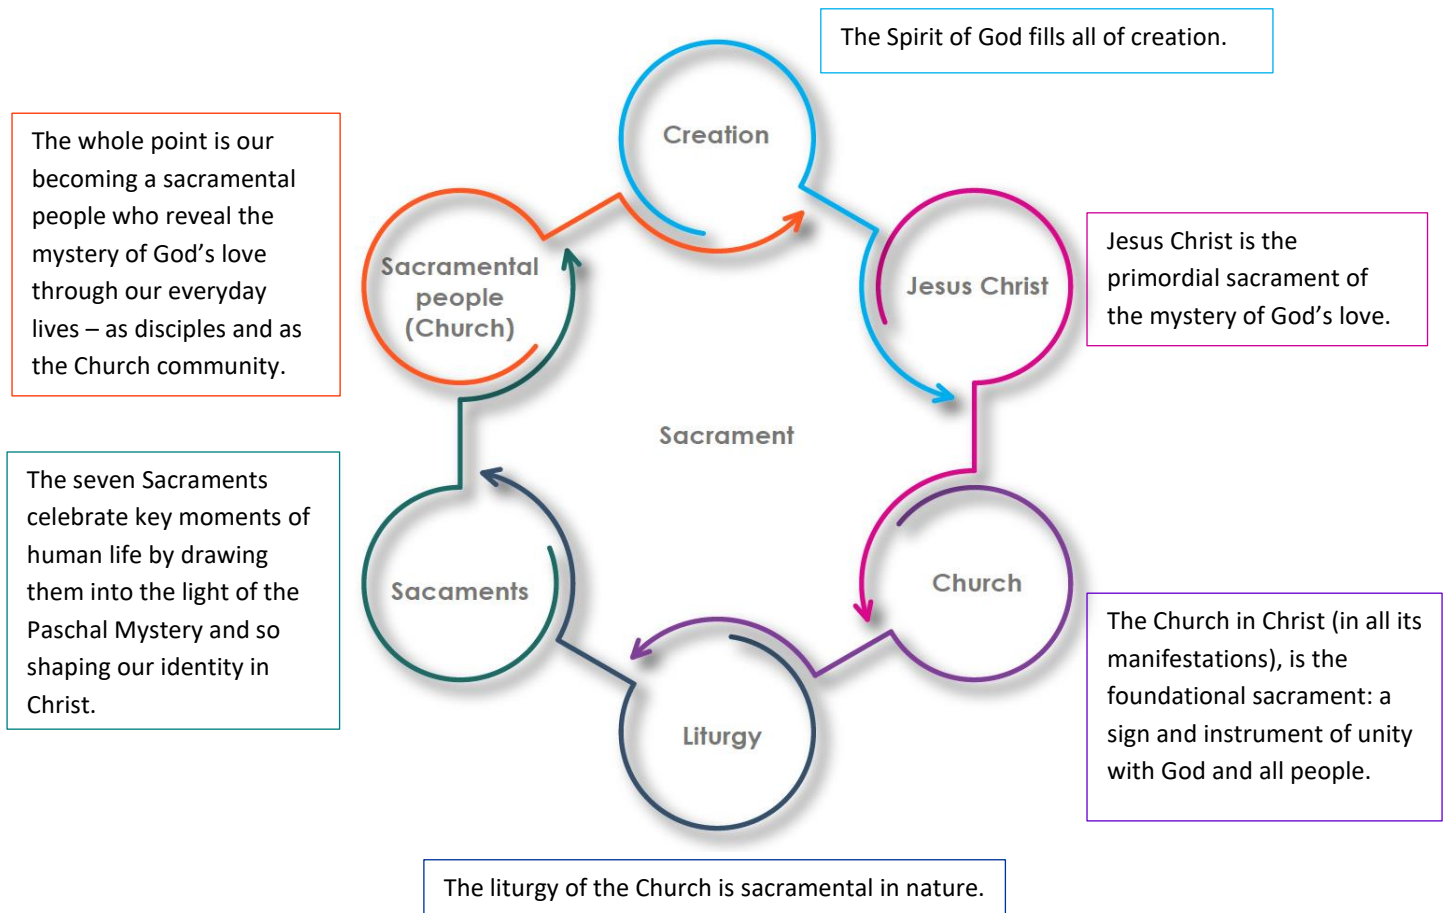 The Spirit of God fills all of creation.
Creation
The whole point is our
becoming a sacramental
people who reveal the
mystery of God’s love
through our everyday
lives – as disciples and as
the Church community.
Sacramental
people
(Church)
Jesus Christ
Jesus Christ is the
primordial sacrament of
the mystery of God’s love.
Sacrament
The seven Sacraments
celebrate key moments of
human life by drawing
them into the light of the
Paschal Mystery and so
shaping our identity in
Christ.
Sacaments
Church
The Church in Christ (in all its
manifestations), is the
foundational sacrament: a
sign and instrument of unity
with God and all people.
Liturgy
The liturgy of the Church is sacramental in nature.